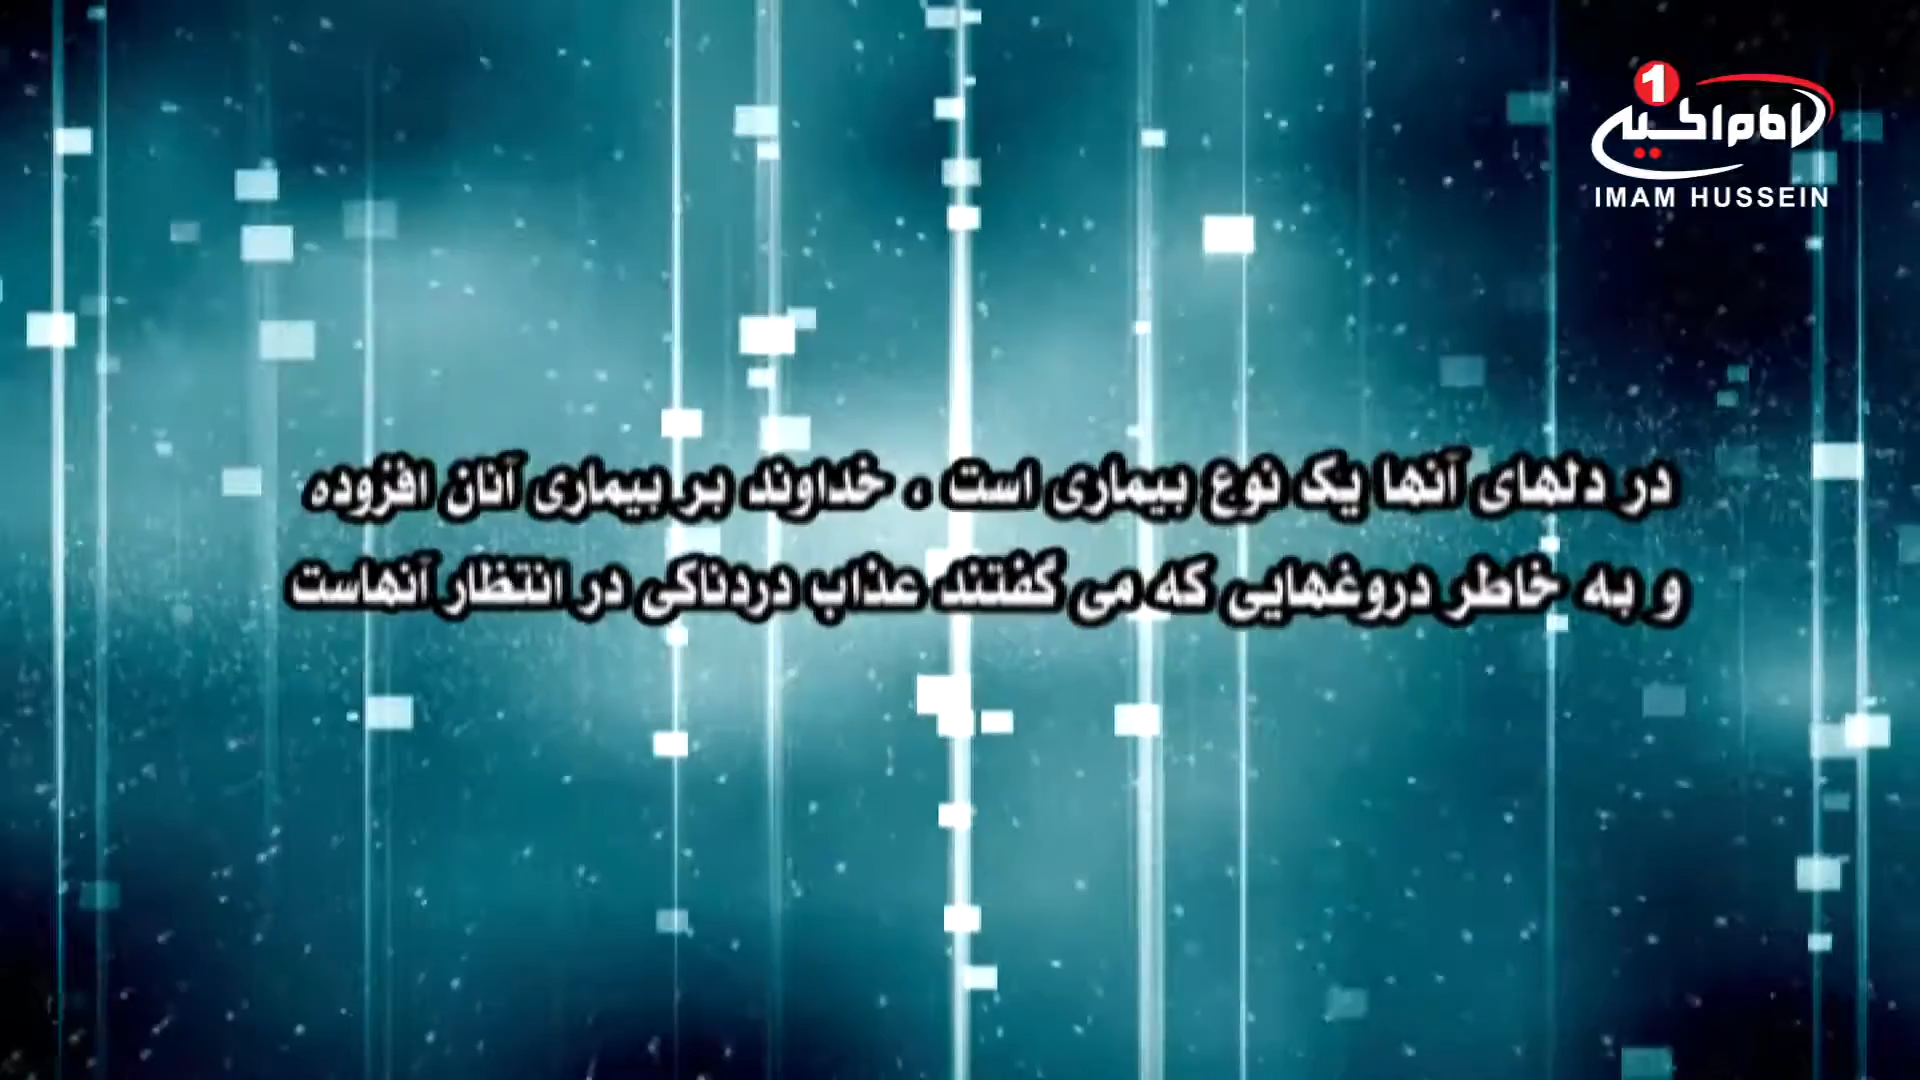 1
امام حسین
IMAM HUSSEIN
در دلهای آنها یک نوع بیماری است ، خداوند بر بیماری آنان افزوده
و به خاطر دروغهایی که می گفتند عذاب دردناکی در انتظار آنهاست